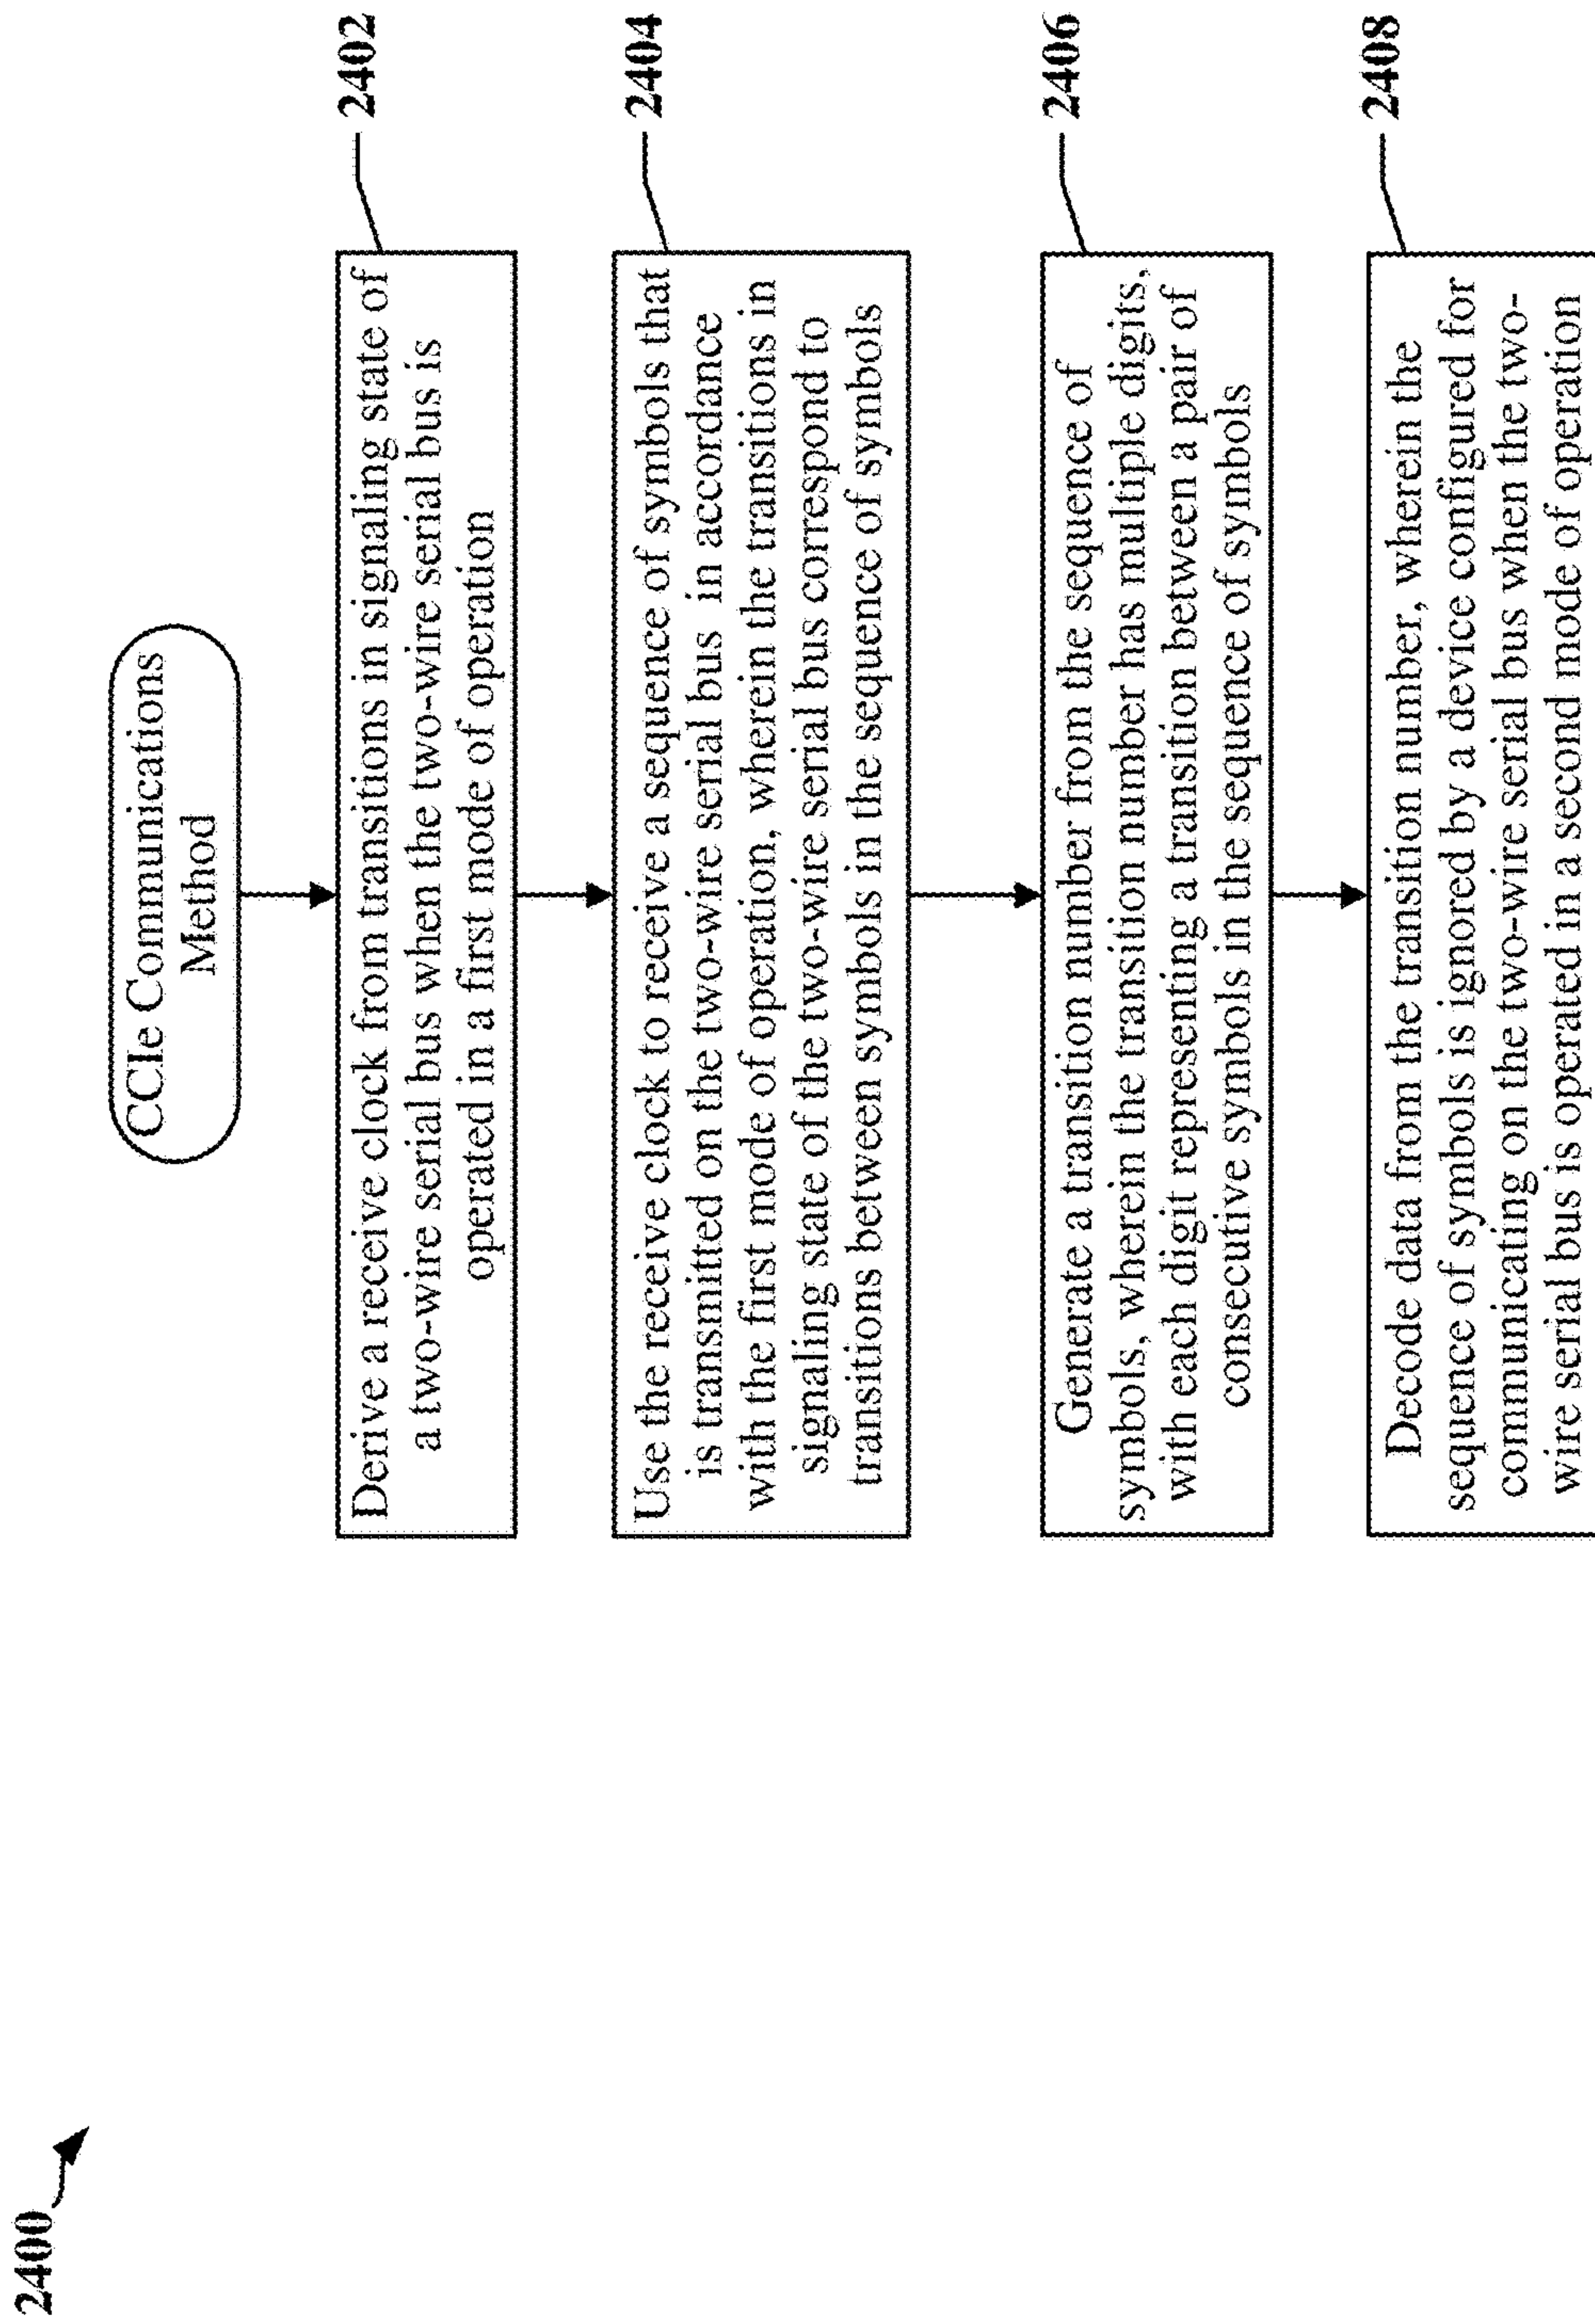 2400
CCIe Communications
Method
Derive a receive clock from transitions in signaling state of
a two-wire serial bus when the two-wire serial bus is
operated in a first mode of operation
2402
Use the receive clock to receive a sequence of symbols that
is transmitted on the two-wire serial bus in accordance
with the first mode of operation, wherein the transitions in
signaling state of the two-wire serial bus correspond to
transitions between symbols in the sequence of symbols
2404
Generate a transition number from the sequence of
symbols, wherein the transition number has multiple digits,
with each digit representing a transition between a pair of
consecutive symbols in the sequence of symbols
2406
Decode data from the transition number, wherein the
sequence of symbols is ignored by a device configured for
communicating on the two-wire serial bus when the two-
wire serial bus is operated in a second mode of operation
2408